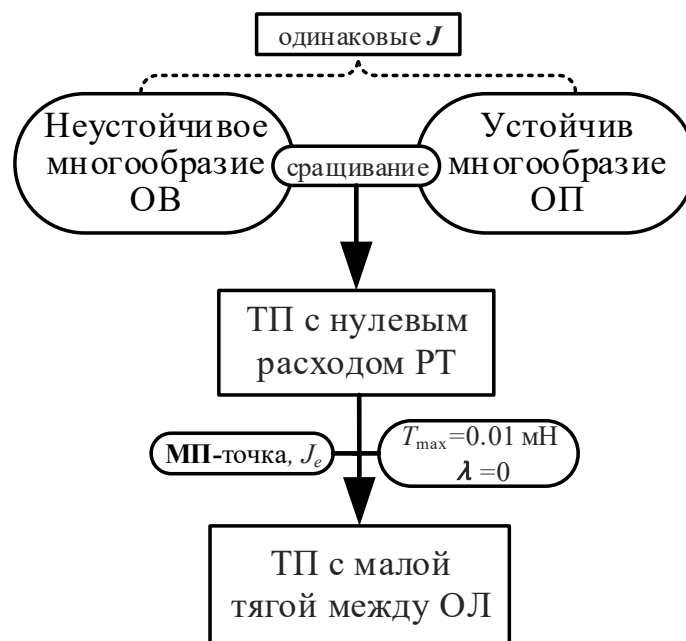 одинаковые J
Неустойчивое
многообразие
ОВ
сращивание
Устойчив
многообразие
ОП
ТП с нулевым
расходом РТ
МП-точка, Jₑ
Tmax=0.01 мН
λ =0
ТП с малой
тягой между ОЛ